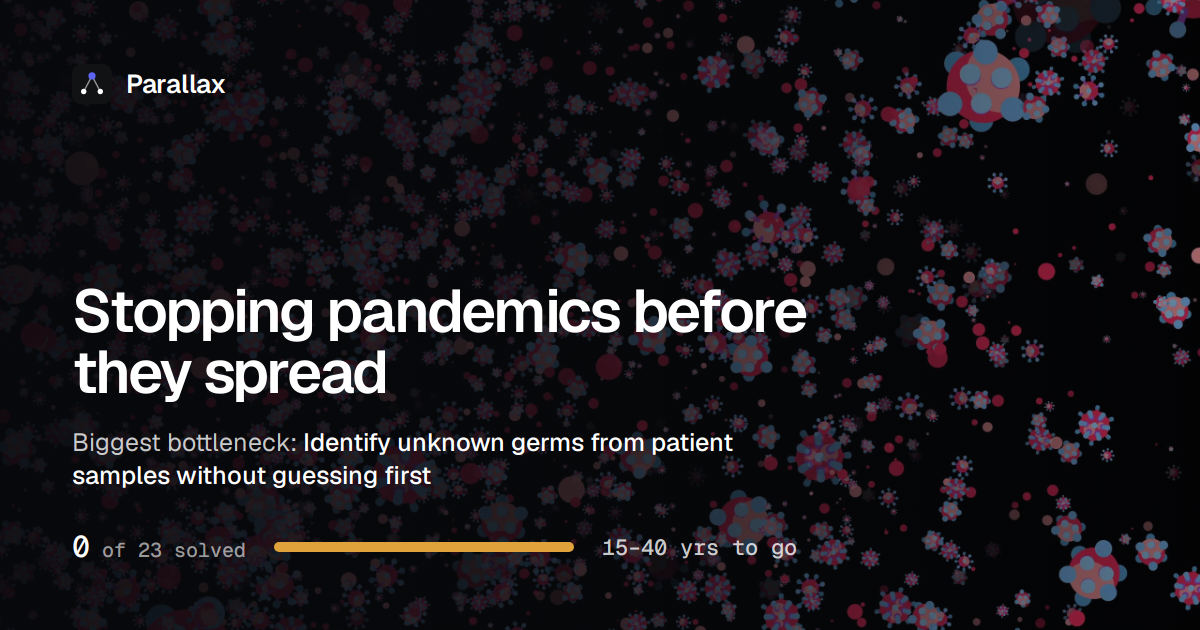 Parallax
Stopping pandemics before
they spread
Biggest bottleneck: Identify unknown germs from patient
samples without guessing first
0 of 23 solved
15–40 yrs to go